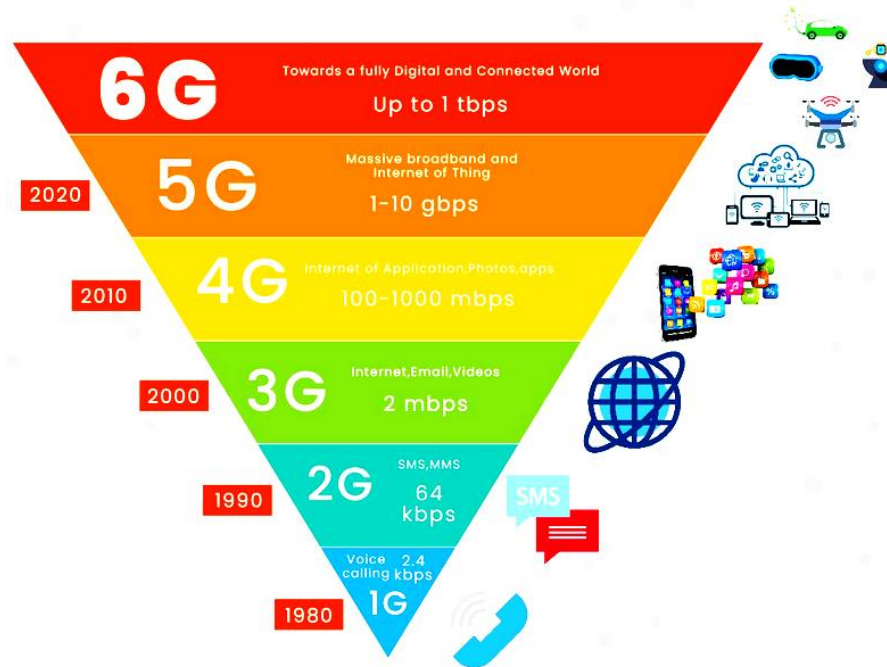 6G
Towards a fully Digital and Connected World
Up to 1 tbps
2020
5G
Massive broadband and
Internet of Thing
1-10 gbps
2010
4G
Internet of Application,Photos,apps
100-1000 mbps
2000
3G
Internet,Email,Videos
2 mbps
1990
2G
SMS,MMS
64
kbps
SMS
1980
Voice
calling
2.4
kbps
1G